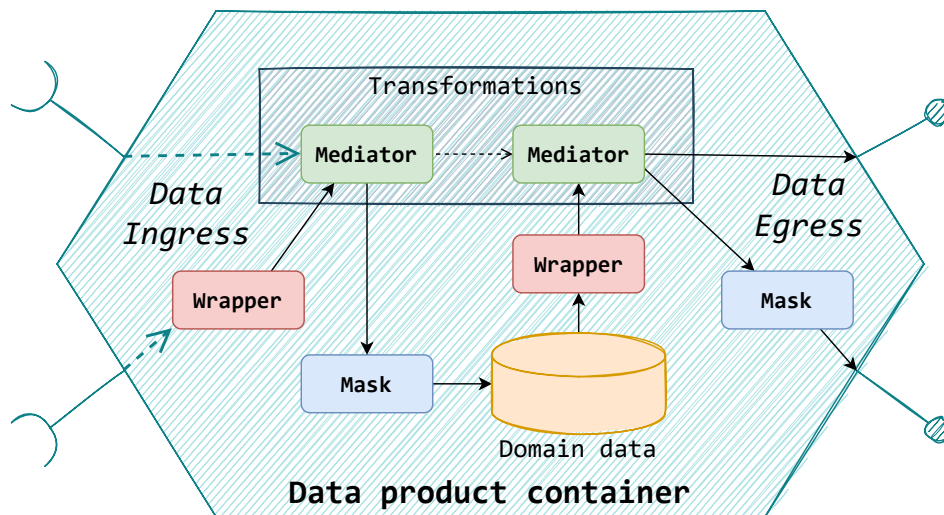 Transformations
Mediator
Mediator
Data
Ingress
Data
Egress
Wrapper
Wrapper
Mask
Mask
Domain data
Data product container